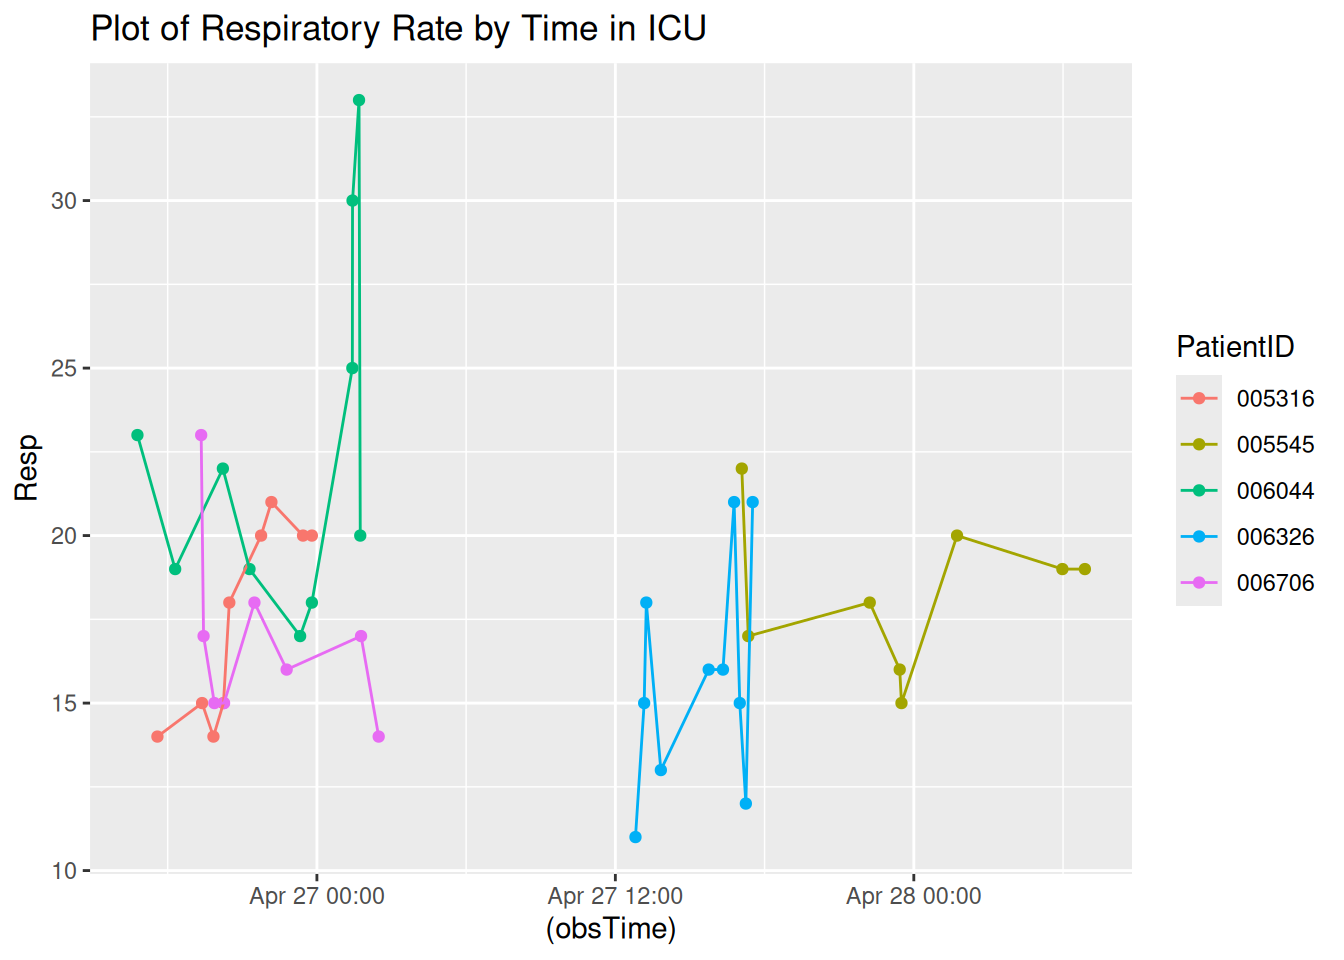 Plot of Respiratory Rate by Time in ICU
Resp
30
25
20
15
10
Apr 27 00:00
Apr 27 12:00
Apr 28 00:00
(obsTime)
PatientID
005316
005545
006044
006326
006706